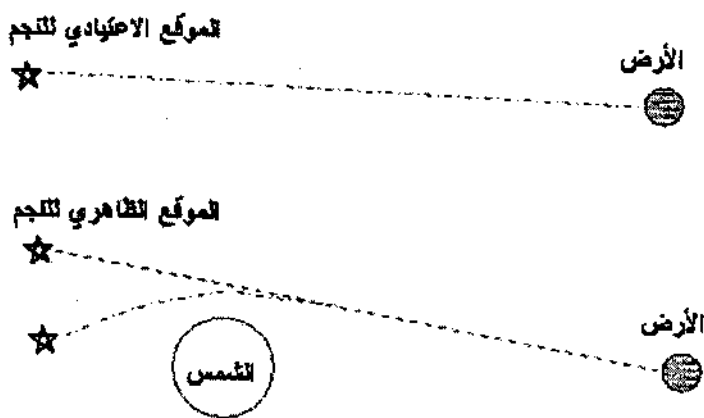 الموقع الاعتيادي للنجم
الأرض
الموقع الظاهري للنجم
الأرض
الشمس